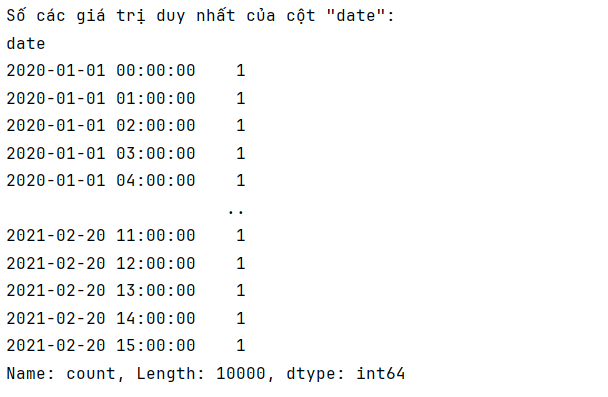 Số các giá trị duy nhất của cột "date":
date
2020-01-01 00:00:00    1
2020-01-01 01:00:00    1
2020-01-01 02:00:00    1
2020-01-01 03:00:00    1
2020-01-01 04:00:00    1
                      ..
2021-02-20 11:00:00    1
2021-02-20 12:00:00    1
2021-02-20 13:00:00    1
2021-02-20 14:00:00    1
2021-02-20 15:00:00    1
Name: count, Length: 10000, dtype: int64